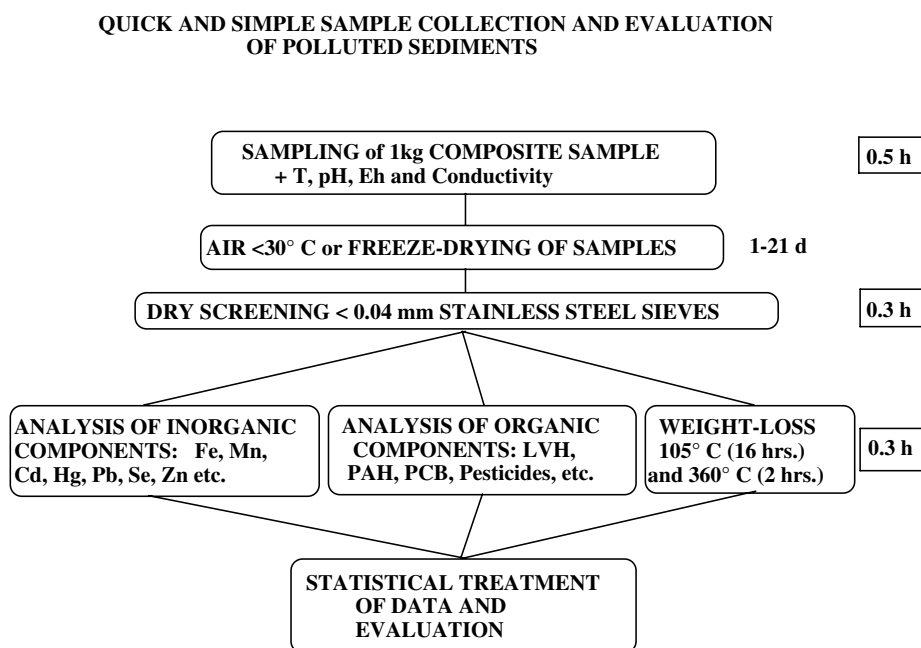 QUICK AND SIMPLE SAMPLE COLLECTION AND EVALUATION
OF POLLUTED SEDIMENTS
SAMPLING of 1kg COMPOSITE SAMPLE
+ T, pH, Eh and Conductivity
0.5 h
AIR <30° C or FREEZE-DRYING OF SAMPLES
1-21 d
DRY SCREENING < 0.04 mm STAINLESS STEEL SIEVES
0.3 h
ANALYSIS OF INORGANIC
COMPONENTS: Fe, Mn,
Cd, Hg, Pb, Se, Zn etc.
ANALYSIS OF ORGANIC
COMPONENTS: LVH,
PAH, PCB, Pesticides, etc.
WEIGHT-LOSS
105° C (16 hrs.)
and 360° C (2 hrs.)
0.3 h
STATISTICAL TREATMENT
OF DATA AND
EVALUATION